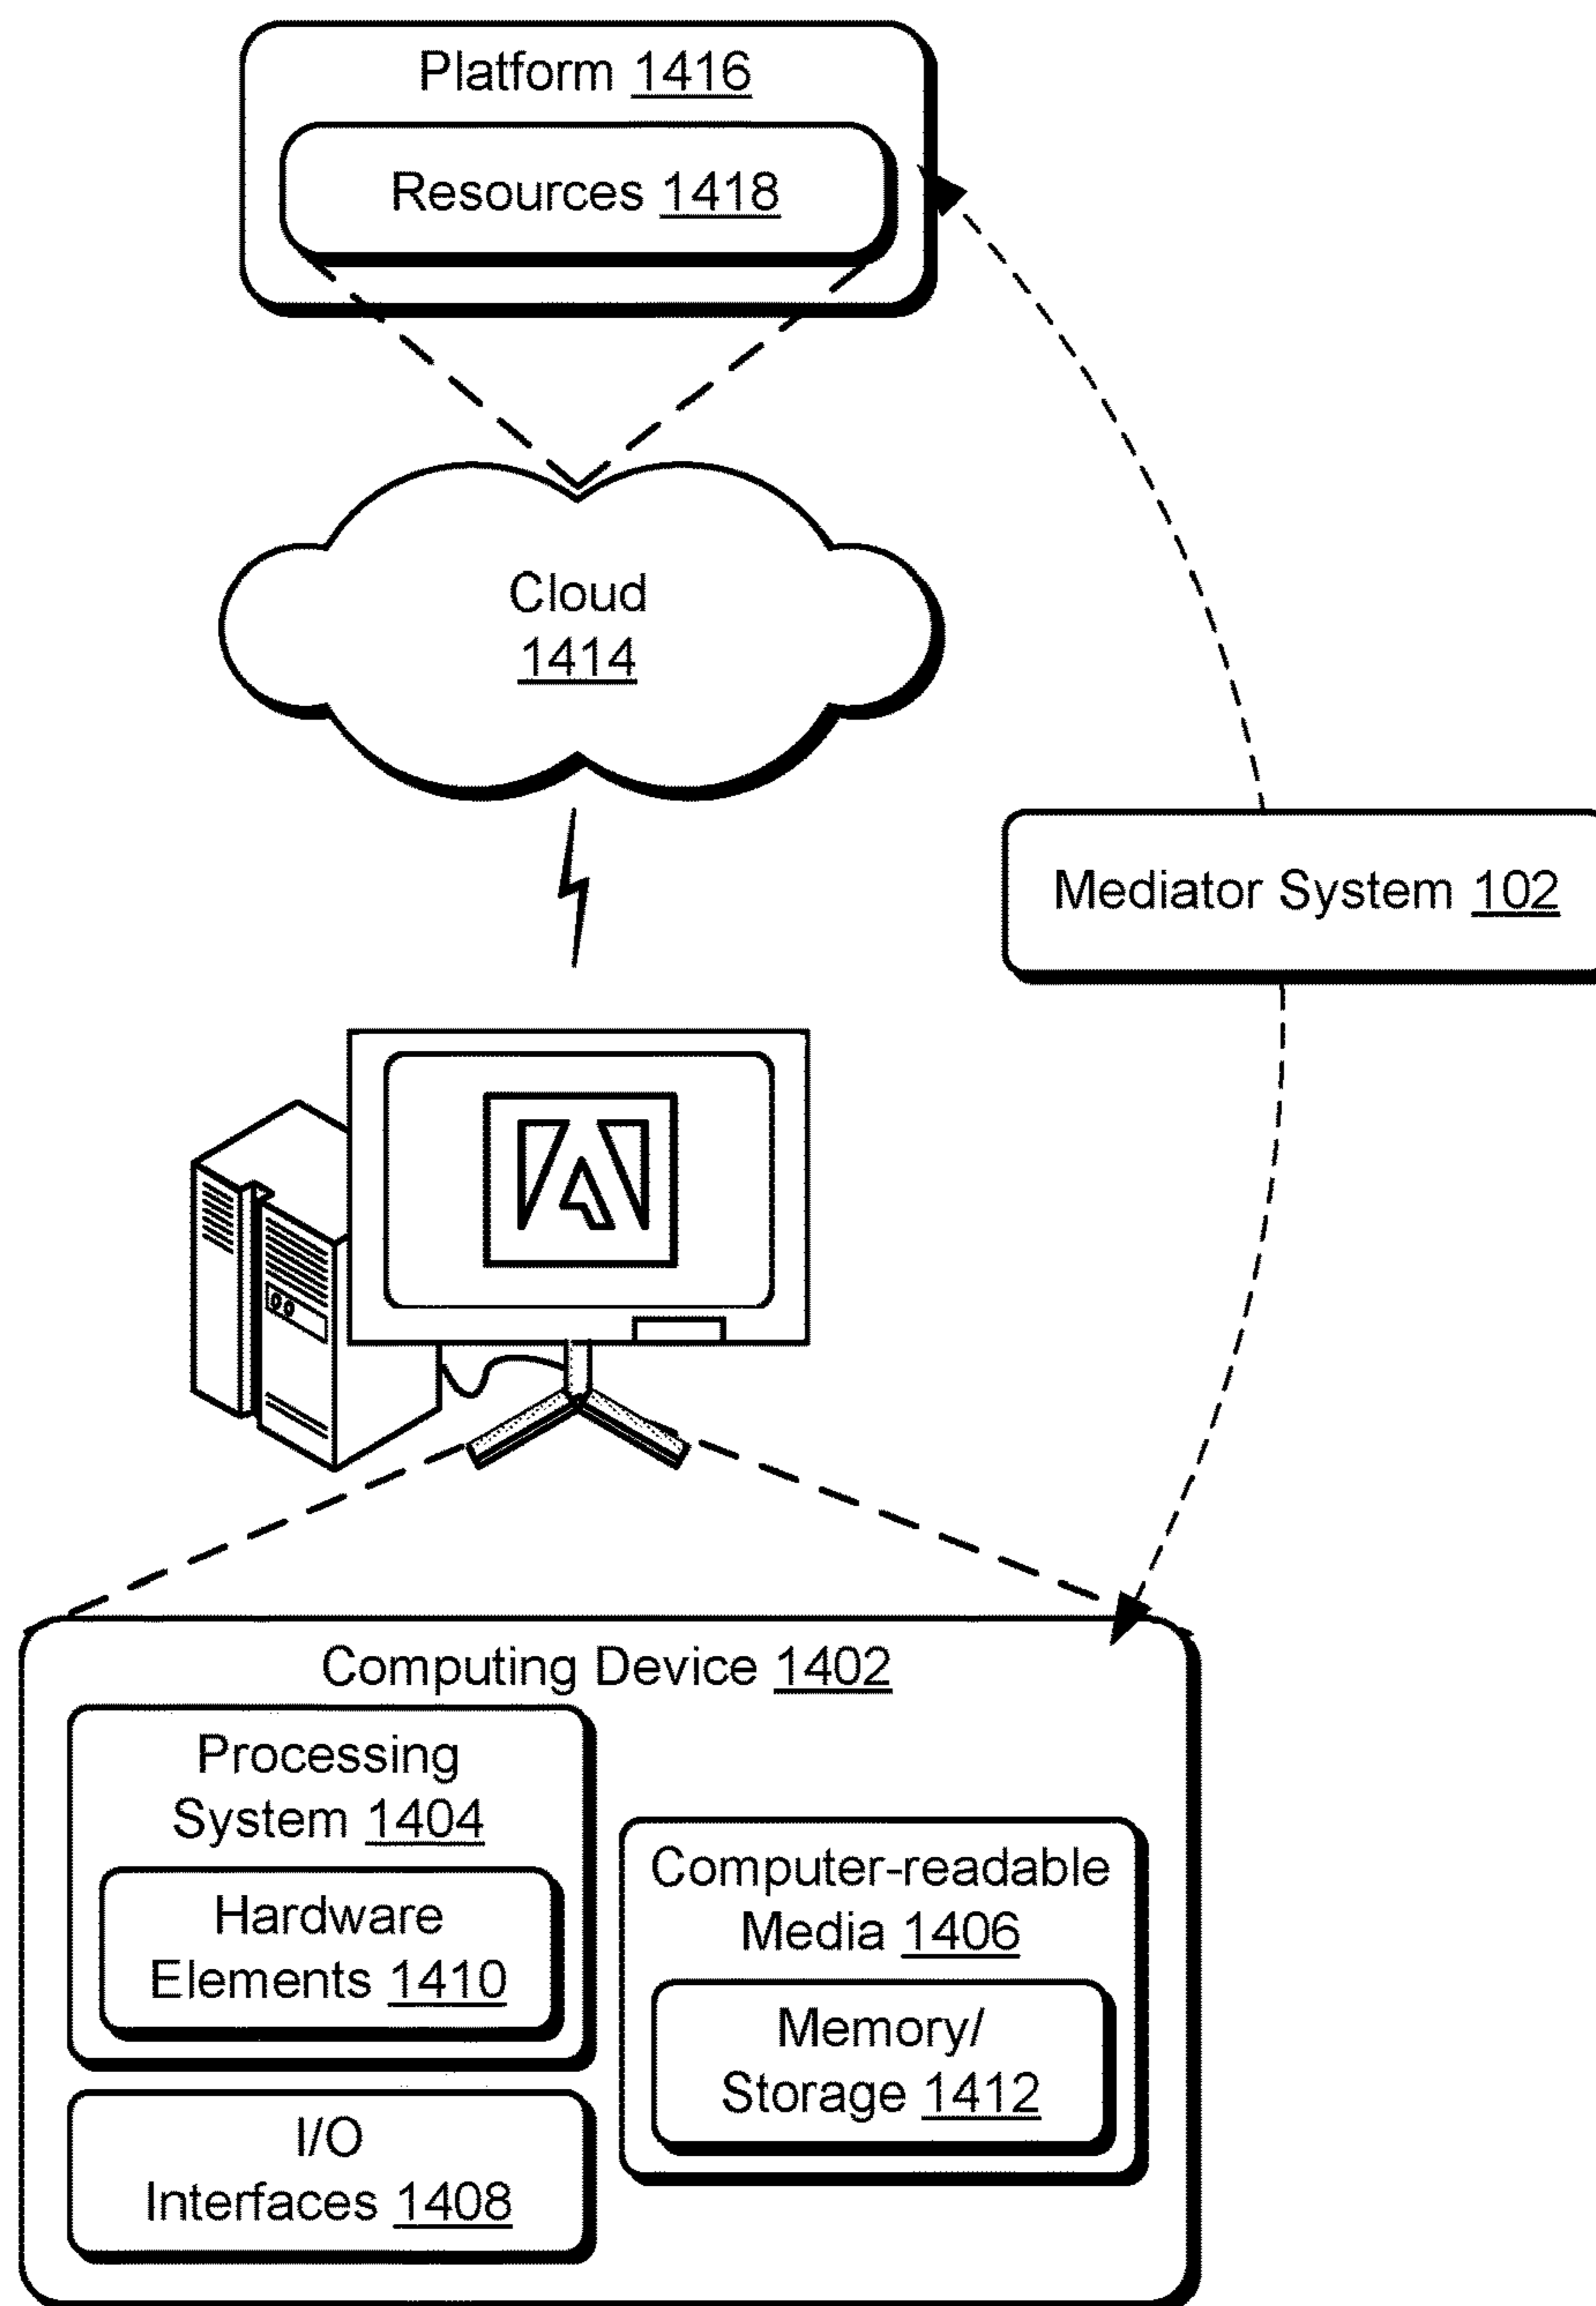 Platform 1416
Resources 1418
Cloud
1414
Mediator System 102
Computing Device 1402
Processing
System 1404
Hardware
Elements 1410
I/O
Interfaces 1408
Computer-readable
Media 1406
Memory/
Storage 1412